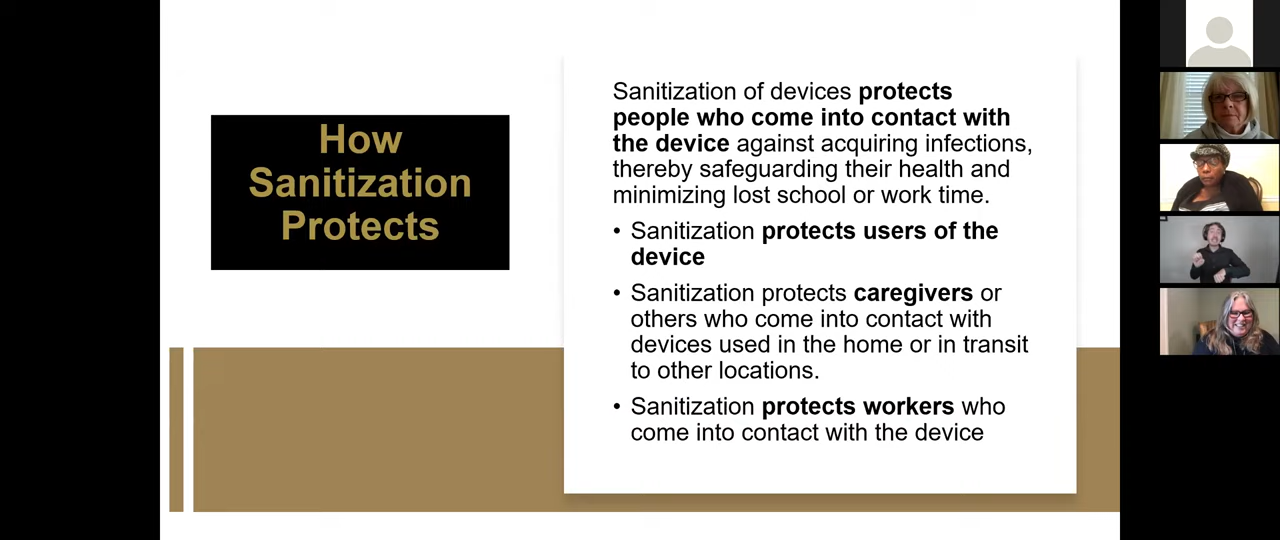 How
Sanitization
Protects
Sanitization of devices protects
people who come into contact with
the device against acquiring infections,
thereby safeguarding their health and
minimizing lost school or work time.
• Sanitization protects users of the
device
• Sanitization protects caregivers or
others who come into contact with
devices used in the home or in transit
to other locations.
• Sanitization protects workers who
come into contact with the device